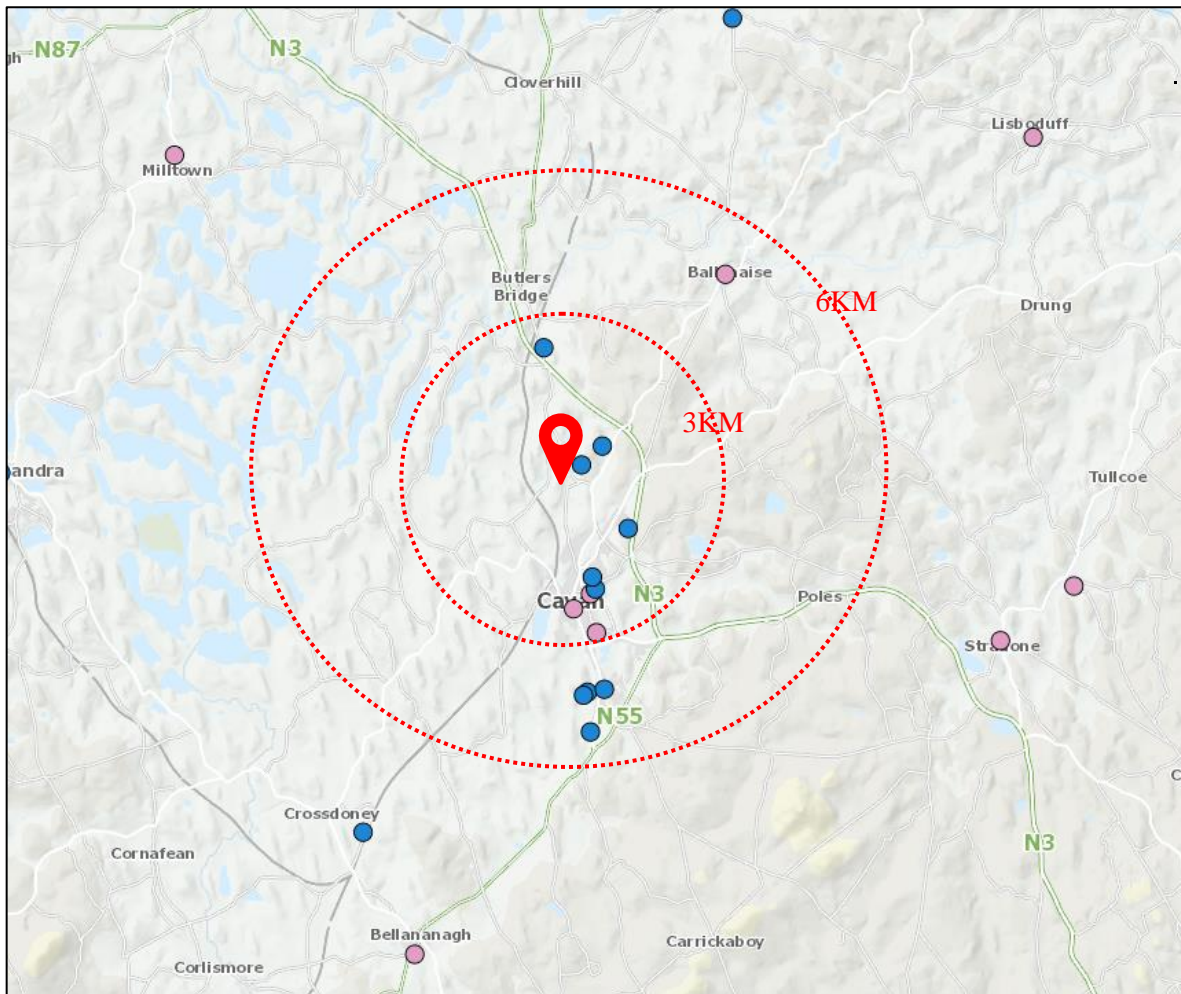 N87
N3
gh
Cloverhill
Lisboduff
Milltown
Butlers
Bridge
6KM
Drung
3KM
andra
Tullcoe
N3
Poles
N55
Crossdoney
Cornafean
N3
Bellananagh
Carrickaboy
Corlismore
C